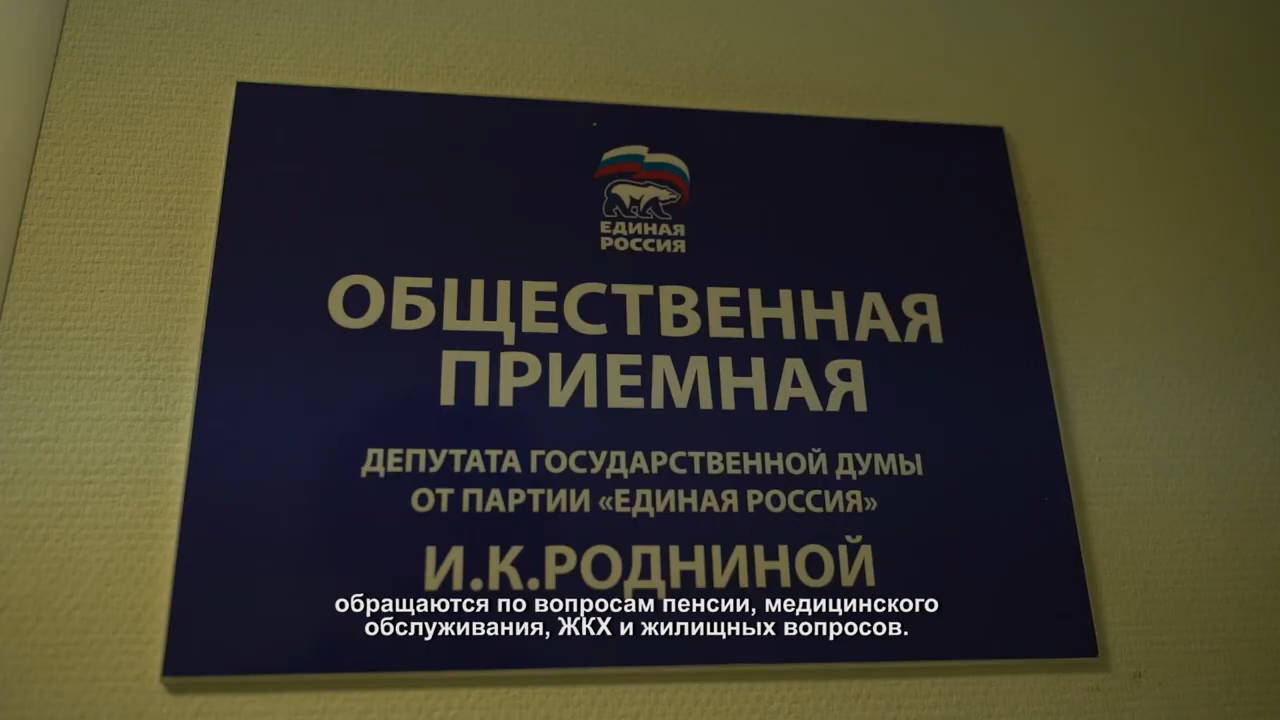 ЕДИНАЯ
РОССИЯ
ОБЩЕСТВЕННАЯ
ПРИЕМНАЯ
ДЕПУТАТА ГОСУДАРСТВЕННОЙ ДУМЫ
ОТ ПАРТИИ «ЕДИНАЯ РОССИЯ»
И.К.РОДНИНОЙ
обращаются по вопросам пенсии, медицинского
обслуживания, ЖКХ и жилищных вопросов.